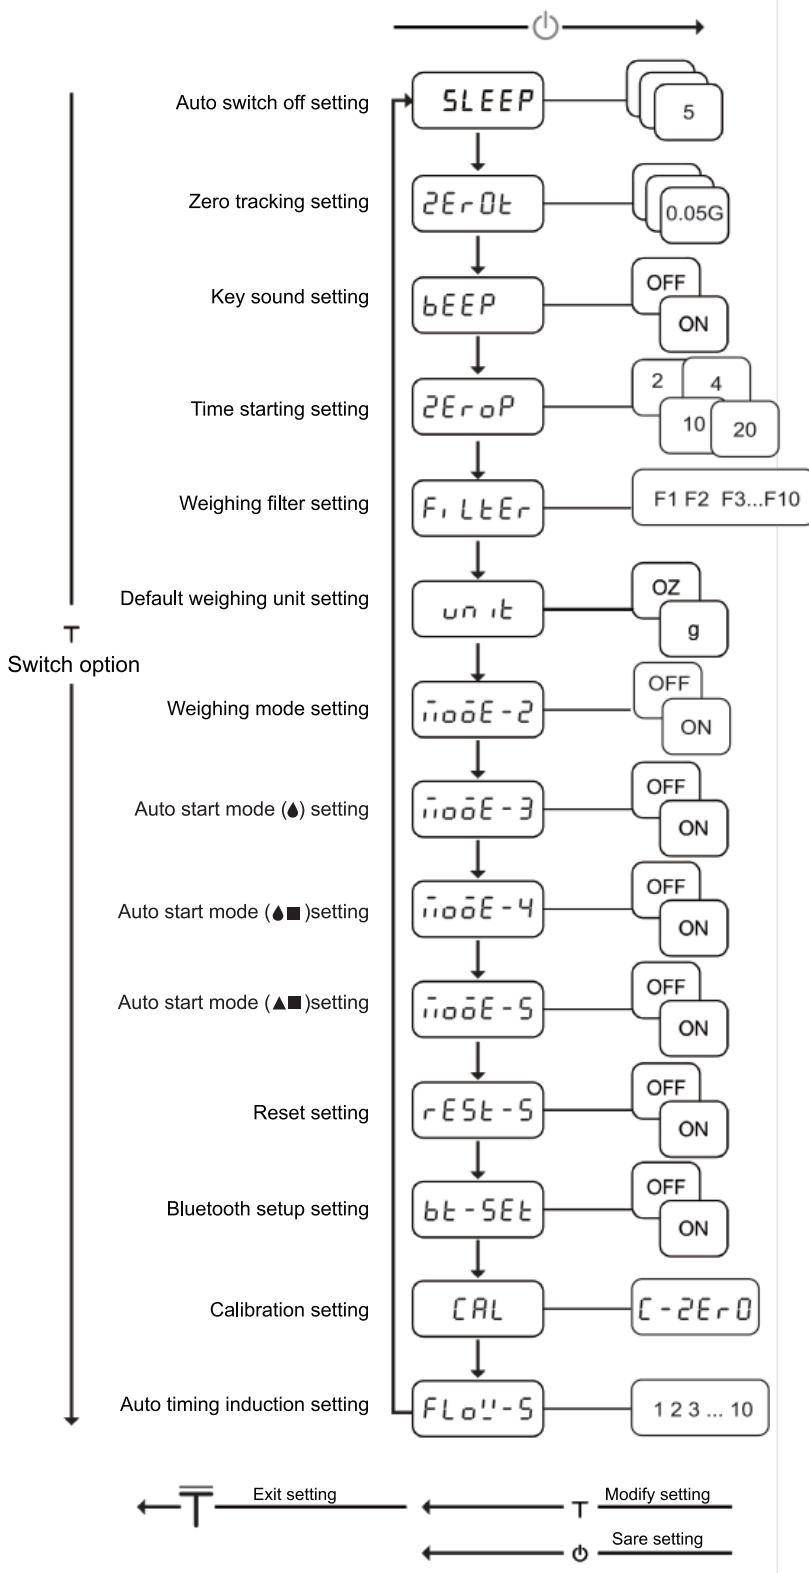 Auto switch off setting SLEEP 5
Zero tracking setting ZErOt 0.05G
Key sound setting bEEP OFF
ON
Time starting setting ZEroP 2 4
10 20
Weighing filter setting FiLtEr F1 F2 F3...F10
Default weighing unit setting unit OZ
g
T
Switch option
Weighing mode setting modE-2 OFF
ON
Auto start mode (💧) setting modE-3 OFF
ON
Auto start mode (💧■)setting modE-4 OFF
ON
Auto start mode (▲■)setting modE-5 OFF
ON
Reset setting rESt-S OFF
ON
Bluetooth setup setting bt-SEt OFF
ON
Calibration setting CAL C-ZErO
Auto timing induction setting FLoW-S 1 2 3 ... 10
T Exit setting T Modify setting
Sare setting